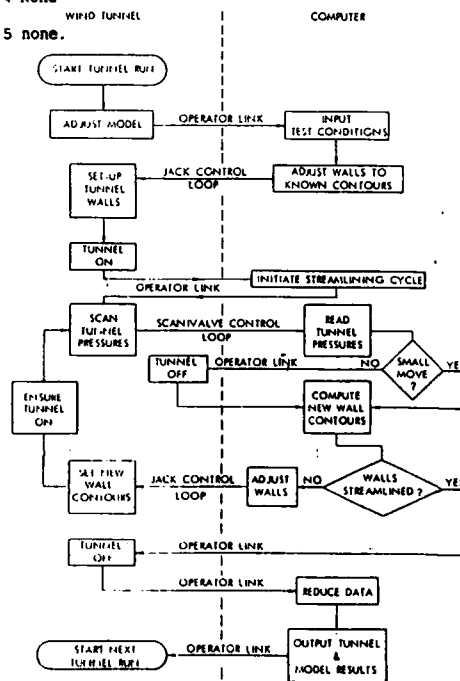 4 None
5 none.
WIND TUNNEL
COMPUTER
START TUNNEL RUN
ADJUST MODEL
OPERATOR LINK
INPUT
TEST CONDITIONS
SET-UP
TUNNEL
WALLS
JACK CONTROL
LOOP
ADJUST WALLS TO
KNOWN CONTOURS
TUNNEL
ON
OPERATOR LINK
INITIATE STREAMLINING CYCLE
SCAN
TUNNEL
PRESSURES
SCANIVALVE CONTROL
LOOP
READ
TUNNEL
PRESSURES
TUNNEL
OFF
OPERATOR LINK
NO
SMALL
MOVE
?
YES
ENSURE
TUNNEL
ON
COMPUTE
NEW WALL
CONTOURS
SET NEW
WALL
CONTOURS
JACK CONTROL
LOOP
ADJUST
WALLS
NO
WALLS
STREAMLINED ?
YES
TUNNEL
OFF
OPERATOR LINK
OPERATOR LINK
REDUCE DATA
START NEXT
TUNNEL RUN
OPERATOR LINK
OUTPUT TUNNEL
&
MODEL RESULTS